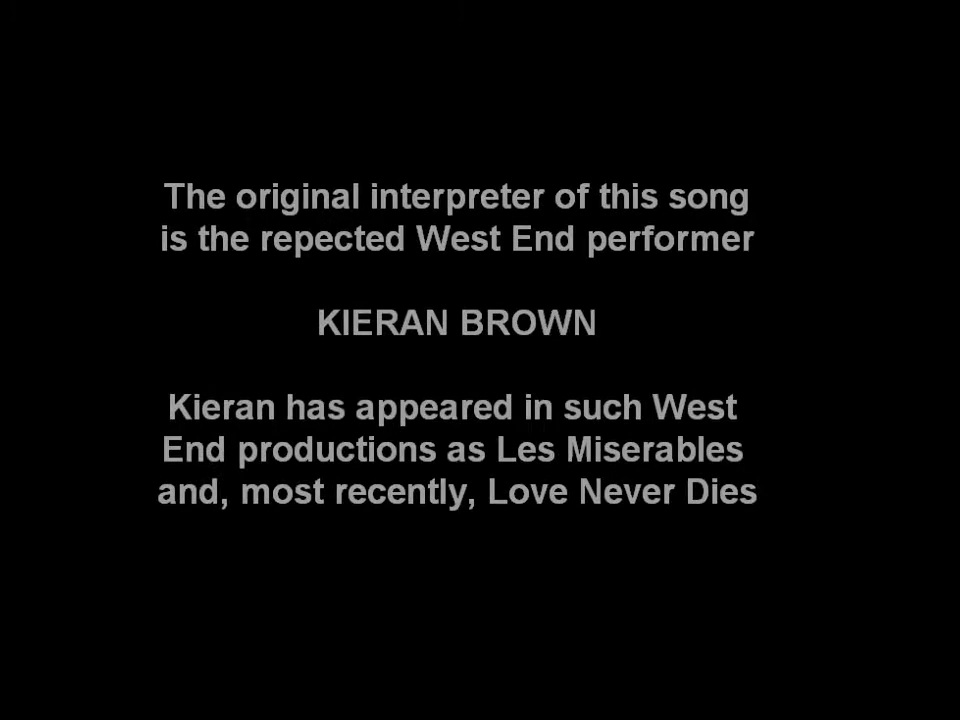 The original interpreter of this song
is the repected West End performer
KIERAN BROWN
Kieran has appeared in such West
End productions as Les Miserables
and, most recently, Love Never Dies